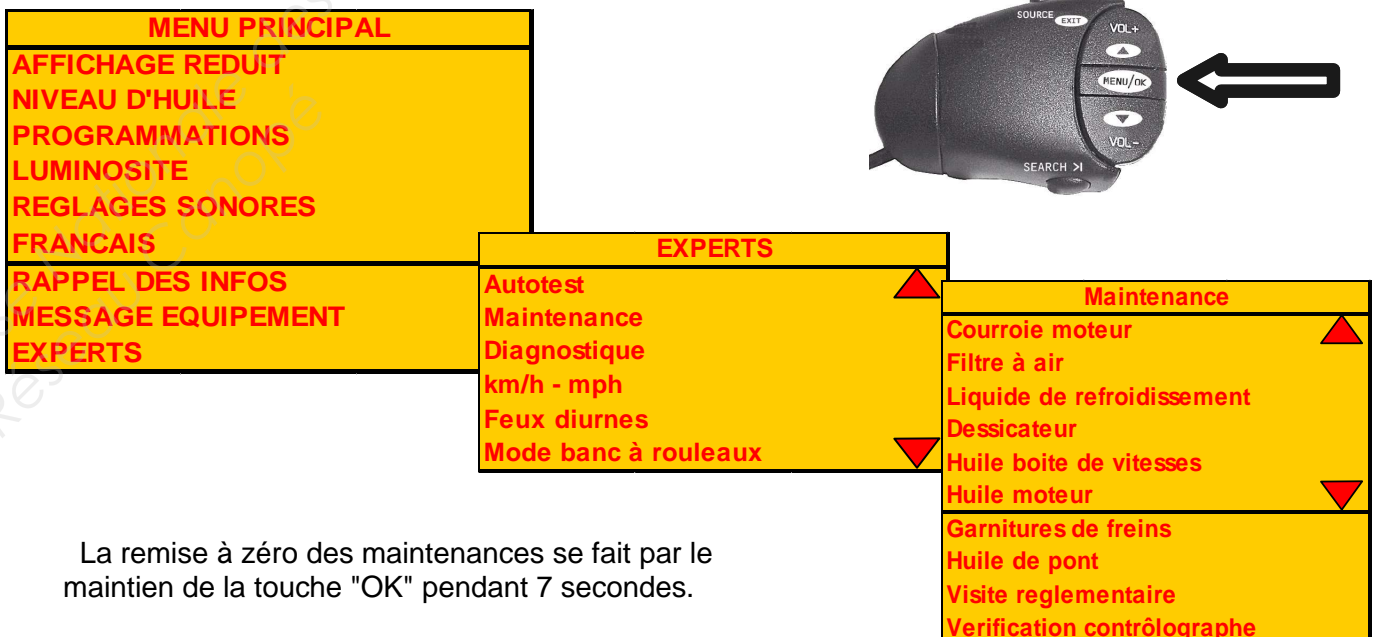 MENU PRINCIPAL
AFFICHAGE REDUIT
NIVEAU D'HUILE
PROGRAMMATIONS
LUMINOSITE
REGLAGES SONORES
FRANCAIS
RAPPEL DES INFOS
MESSAGE EQUIPEMENT
EXPERTS
SOURCE EXIT
VOL+
MENU/OK
VOL-
SEARCH >I
EXPERTS
Autotest
Maintenance
Diagnostique
km/h - mph
Feux diurnes
Mode banc à rouleaux
Maintenance
Courroie moteur
Filtre à air
Liquide de refroidissement
Dessicateur
Huile boite de vitesses
Huile moteur
Garnitures de freins
Huile de pont
Visite reglementaire
Verification contrôlographe
La remise à zéro des maintenances se fait par le
maintien de la touche "OK" pendant 7 secondes.